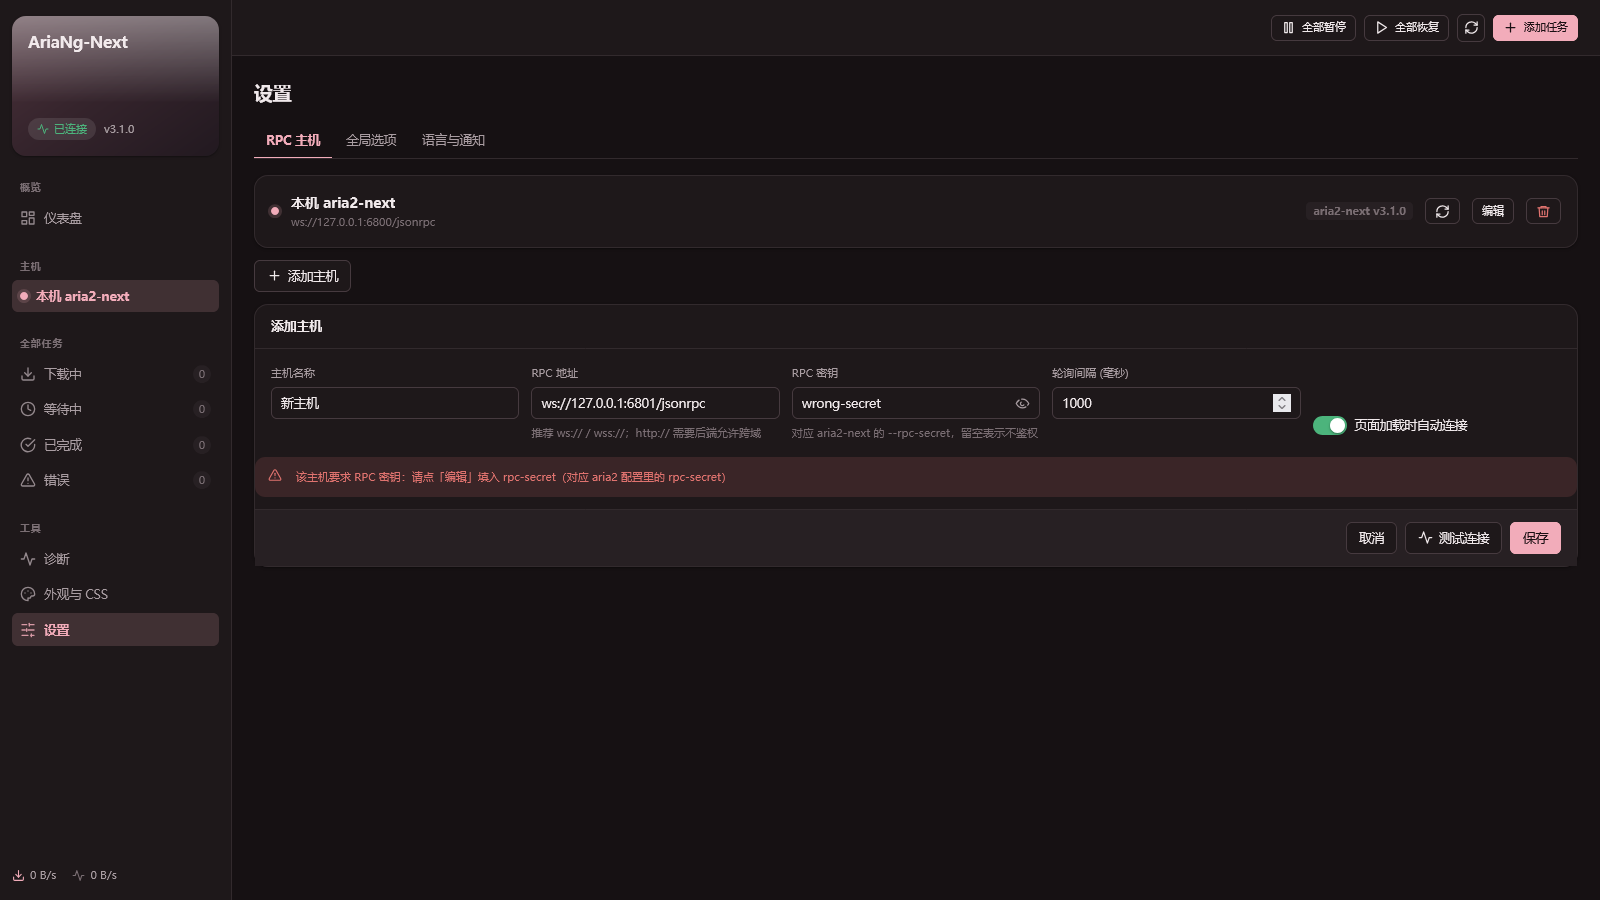 AriaNg-Next
已连接 v3.1.0
概览
仪表盘
主机
本机 aria2-next
全部任务
下载中 0
等待中 0
已完成 0
错误 0
工具
诊断
外观与 CSS
设置
0 B/s 0 B/s
全部暂停 全部恢复 添加任务
设置
RPC 主机 全局选项 语言与通知
本机 aria2-next
ws://127.0.0.1:6800/jsonrpc
aria2-next v3.1.0 编辑
添加主机
添加主机
主机名称 RPC 地址 RPC 密钥 轮询间隔 (毫秒)
新主机 ws://127.0.0.1:6801/jsonrpc wrong-secret 1000
页面加载时自动连接
推荐 ws:// / wss://；http:// 需要后端允许跨域 对应 aria2-next 的 --rpc-secret，留空表示不鉴权
该主机要求 RPC 密钥：请点「编辑」填入 rpc-secret（对应 aria2 配置里的 rpc-secret）
取消 测试连接 保存